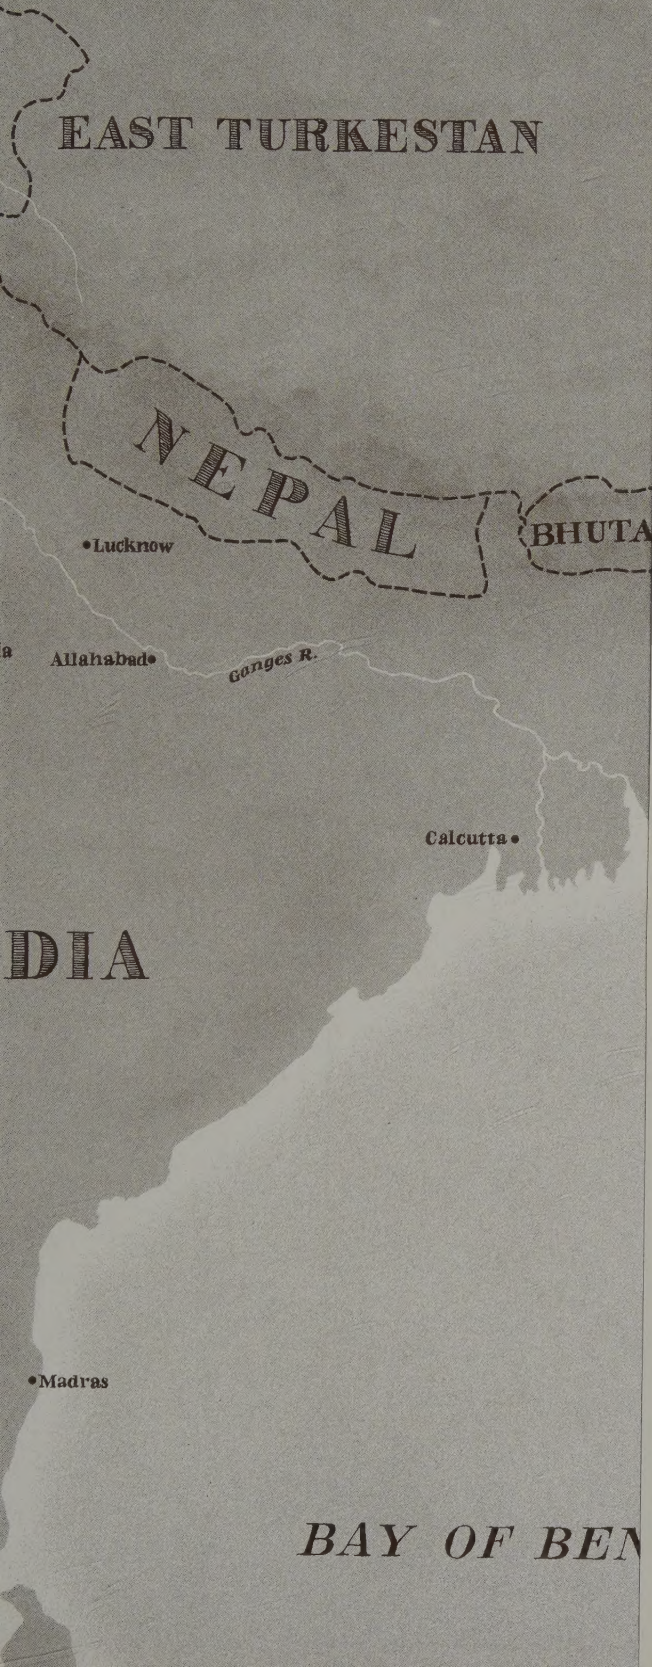 EAST TURKESTAN
NEPAL
BHUTA
Lucknow
a
Allahabad
Ganges R.
Calcutta
DIA
Madras
BAY OF BEN